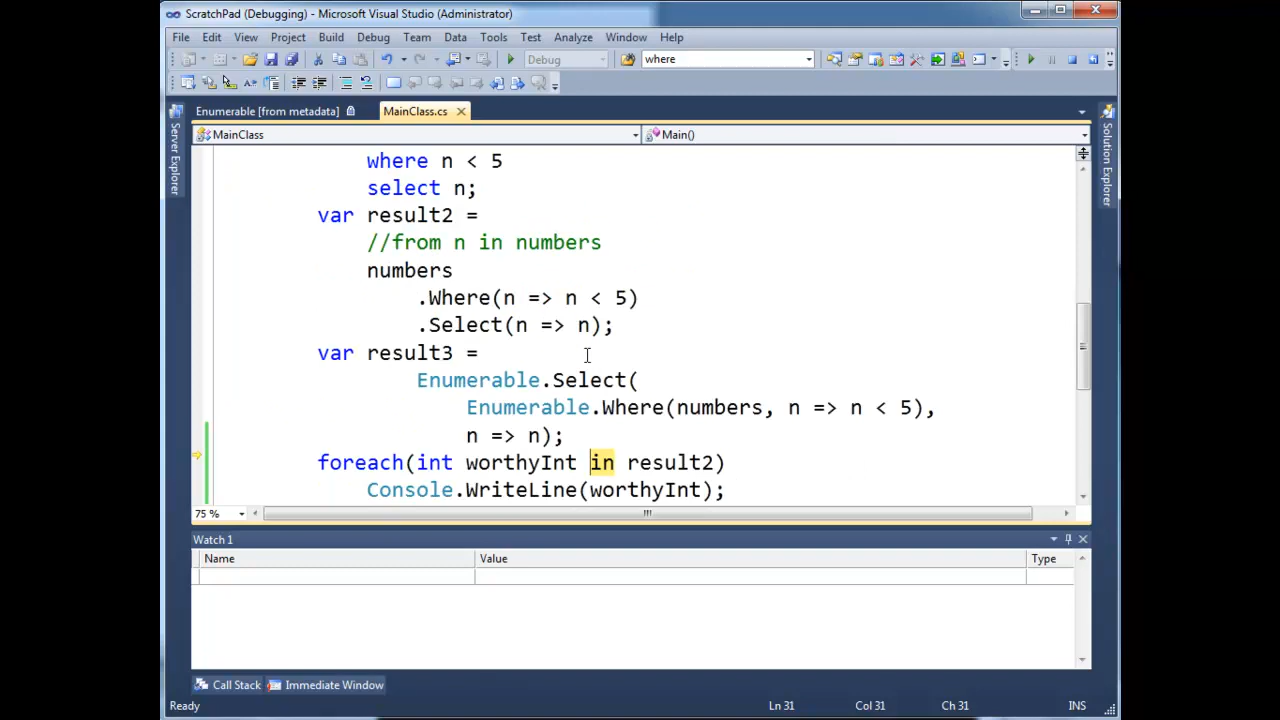 ScratchPad (Debugging) - Microsoft Visual Studio (Administrator)
File Edit View Project Build Debug Team Data Tools Test Analyze Window Help
Debug where
Enumerable [from metadata] MainClass.cs
MainClass Main()
Server Explorer
Solution Explorer
where n < 5
select n;
var result2 =
//from n in numbers
numbers
.Where(n => n < 5)
.Select(n => n);
var result3 =
Enumerable.Select(
Enumerable.Where(numbers, n => n < 5),
n => n);
foreach(int worthyInt in result2)
Console.WriteLine(worthyInt);
75 %
Watch 1
Name Value Type
Call Stack Immediate Window
Ready Ln 31 Col 31 Ch 31 INS